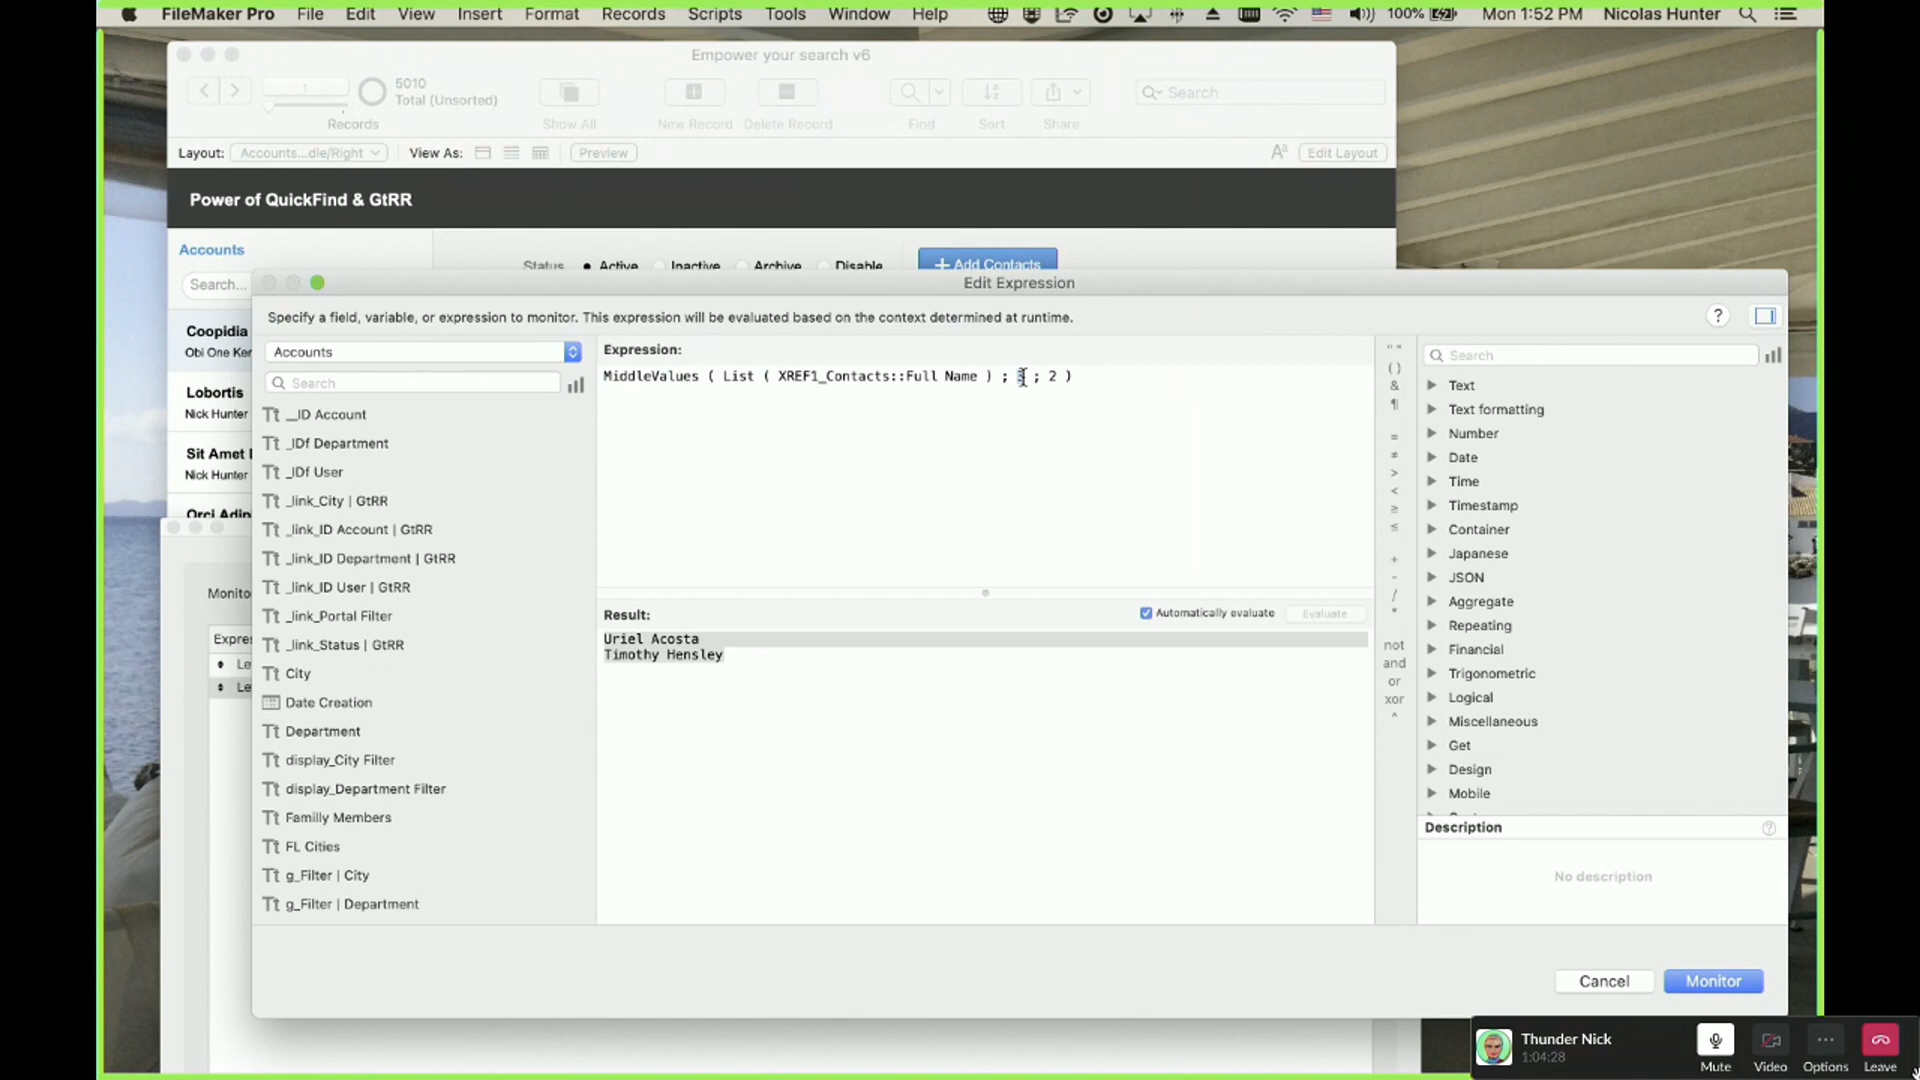 FileMaker Pro File Edit View Insert Format Records Scripts Tools Window Help 100% Mon 1:52 PM Nicolas Hunter
Empower your search v6
1 5010
Total (Unsorted)
Search
Records Show All New Record Delete Record Find Sort Share
Layout: Accounts...dle/Right View As: Preview Aa Edit Layout
Power of QuickFind & GtRR
Accounts
Status Active Inactive Archive Disable + Add Contacts
Search...
Coopidia
Obi One Ker
Lobortis
Nick Hunter
Sit Amet
Nick Hunter
Orci Adip
Monito
Expres
Le
Le
Edit Expression
Specify a field, variable, or expression to monitor. This expression will be evaluated based on the context determined at runtime.
?
Accounts
Search
__ID Account
_IDf Department
_IDf User
_link_City | GtRR
_link_ID Account | GtRR
_link_ID Department | GtRR
_link_ID User | GtRR
_link_Portal Filter
_link_Status | GtRR
City
Date Creation
Department
display_City Filter
display_Department Filter
Familly Members
FL Cities
g_Filter | City
g_Filter | Department
Expression:
MiddleValues ( List ( XREF1_Contacts::Full Name ) ; ; 2 )
Result:
Automatically evaluate
Evaluate
Uriel Acosta
Timothy Hensley
" "
( )
&
¶
=
≠
>
<
≥
≤
+
-
/
*
not
and
or
xor
^
Search
Text
Text formatting
Number
Date
Time
Timestamp
Container
Japanese
JSON
Aggregate
Repeating
Financial
Trigonometric
Logical
Miscellaneous
Get
Design
Mobile
Description
?
No description
Cancel Monitor
Thunder Nick
1:04:28
Mute Video Options Leave